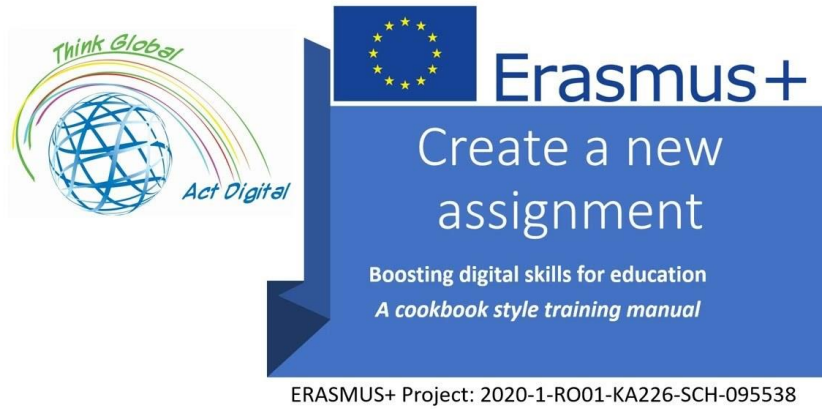 Think Global
Act Digital
Erasmus+
Create a new
assignment
Boosting digital skills for education
A cookbook style training manual
ERASMUS+ Project: 2020-1-RO01-KA226-SCH-095538